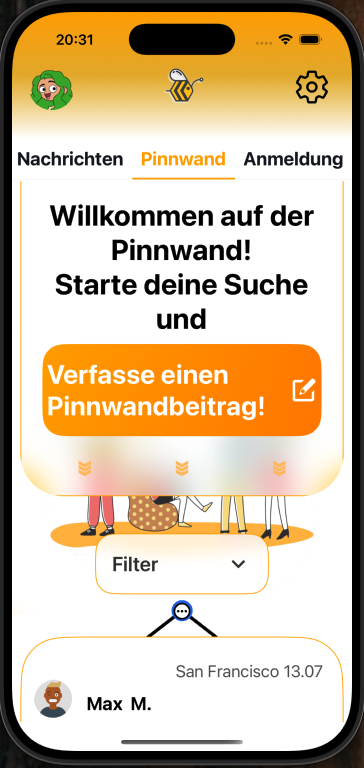 20:31
Nachrichten Pinnwand Anmeldung
Willkommen auf der
Pinnwand!
Starte deine Suche
und
Verfasse einen
Pinnwandbeitrag!
Filter
San Francisco 13.07
Max M.